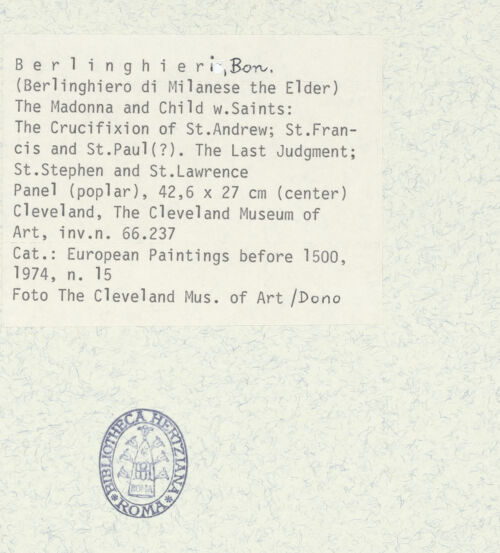 Berlinghieri, Bon.
(Berlinghiero di Milanese the Elder)
The Madonna and Child w.Saints:
The Crucifixion of St.Andrew; St.Fran-
cis and St.Paul(?). The Last Judgment;
St.Stephen and St.Lawrence
Panel (poplar), 42,6 x 27 cm (center)
Cleveland, The Cleveland Museum of
Art, inv.n. 66.237
Cat.: European Paintings before 1500,
1974, n. 15
Foto The Cleveland Mus. of Art /Dono
BIBLIOTHECA HERTZIANA
ROMA